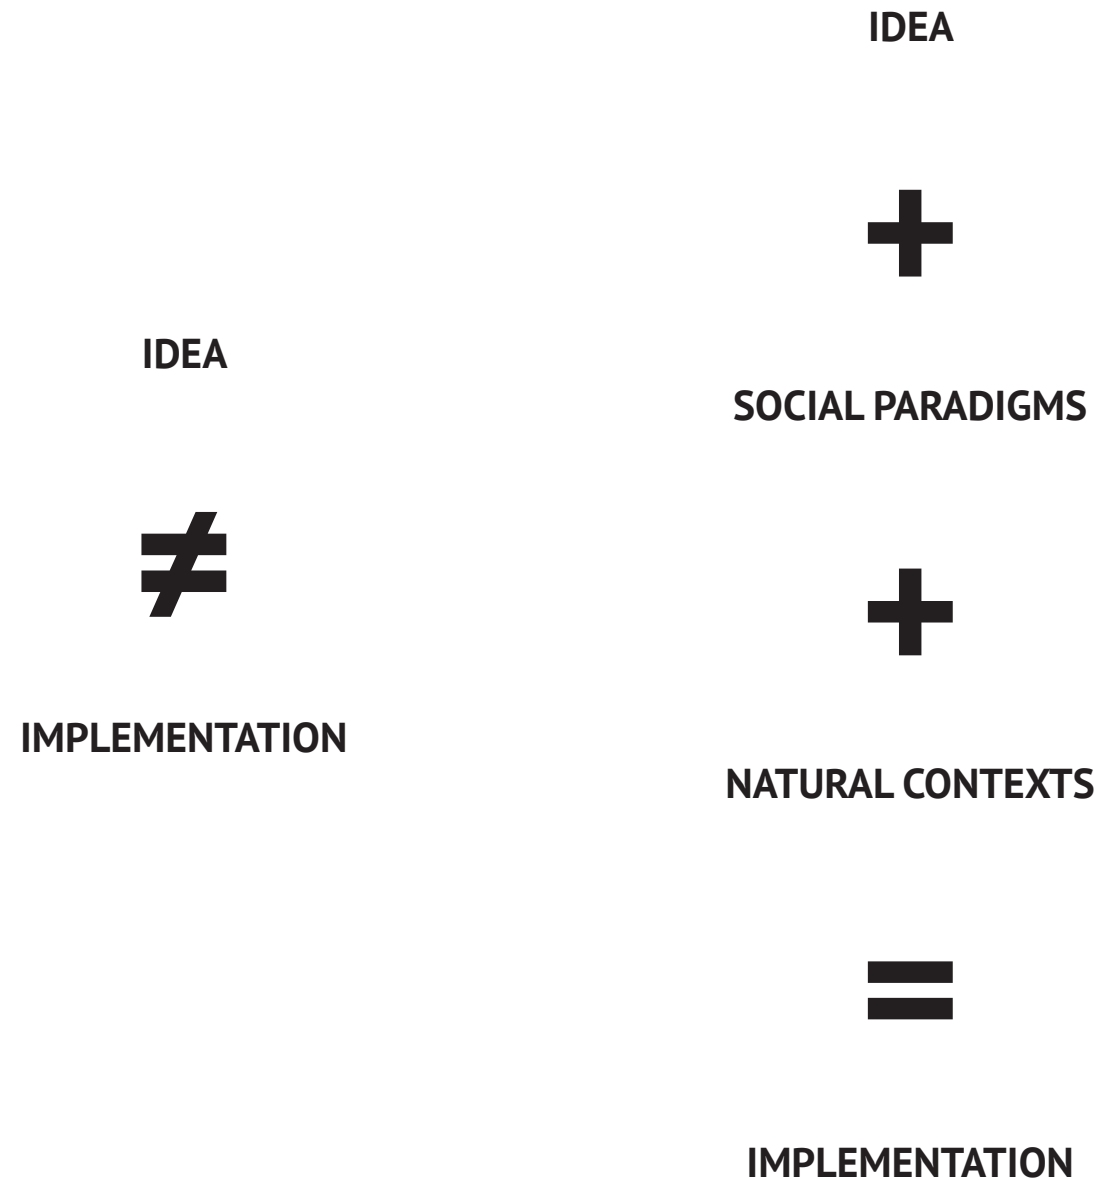 IDEA
≠
IMPLEMENTATION
IDEA
+
SOCIAL PARADIGMS
+
NATURAL CONTEXTS
=
IMPLEMENTATION